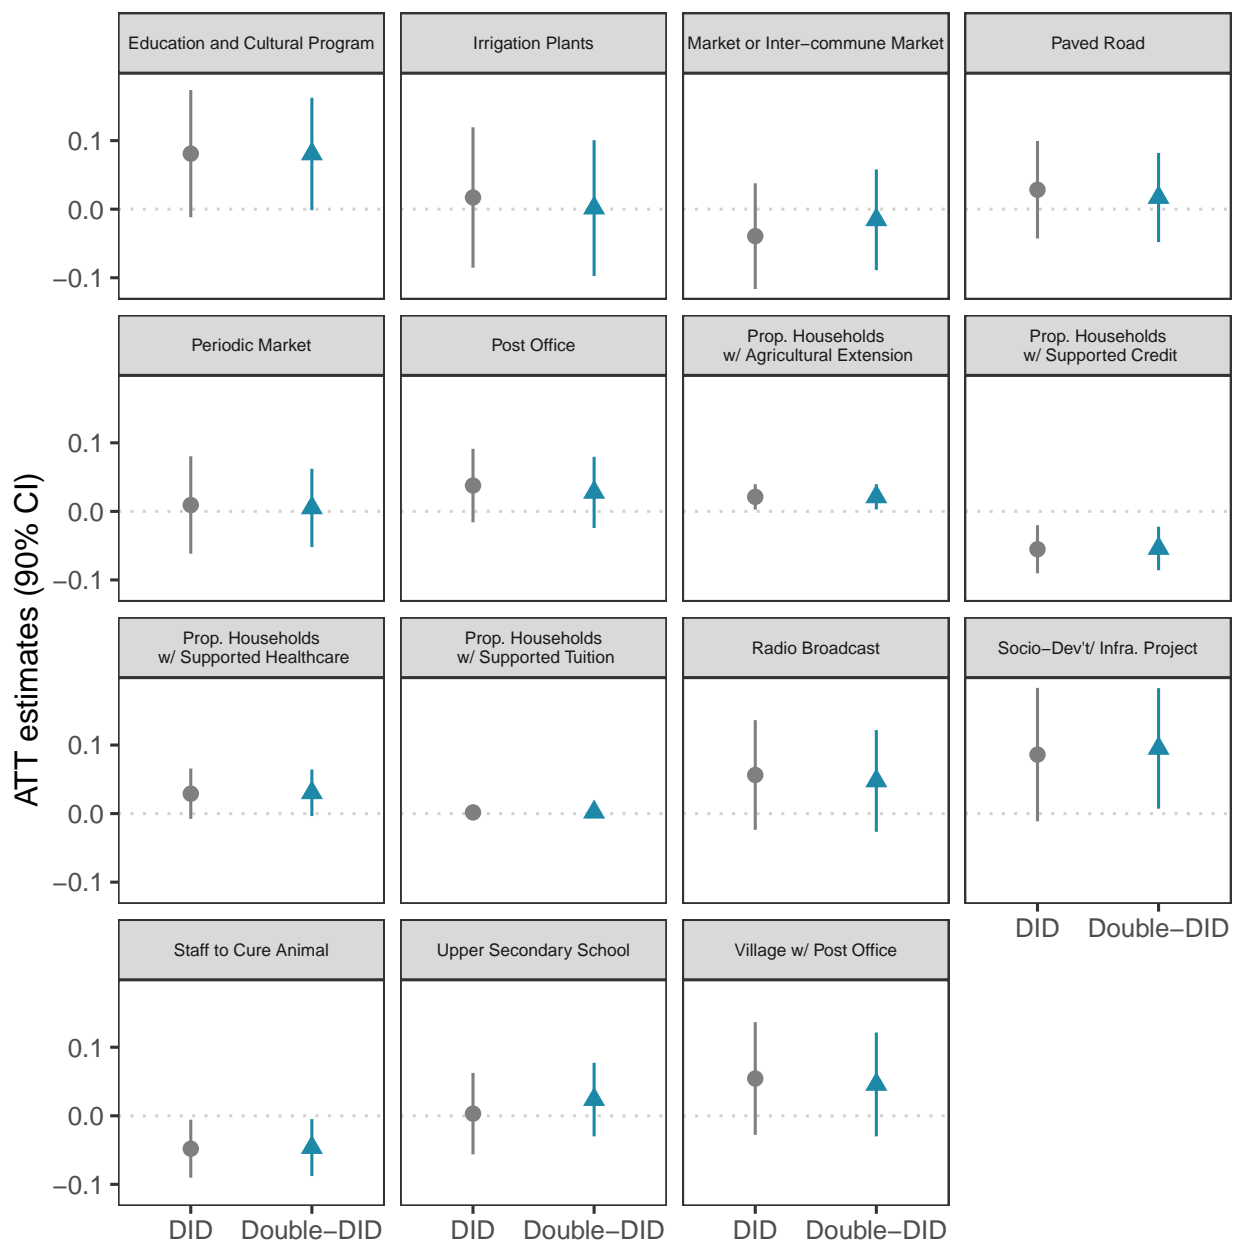 Education and Cultural Program
Irrigation Plants
Market or Inter−commune Market
Paved Road
0.1
0.0
−0.1
Periodic Market
Post Office
Prop. Households
w/ Agricultural Extension
Prop. Households
w/ Supported Credit
0.1
0.0
−0.1
ATT estimates (90% CI)
Prop. Households
w/ Supported Healthcare
Prop. Households
w/ Supported Tuition
Radio Broadcast
Socio−Dev't/ Infra. Project
0.1
0.0
−0.1
DID Double−DID
Staff to Cure Animal
Upper Secondary School
Village w/ Post Office
0.1
0.0
−0.1
DID Double−DID
DID Double−DID
DID Double−DID